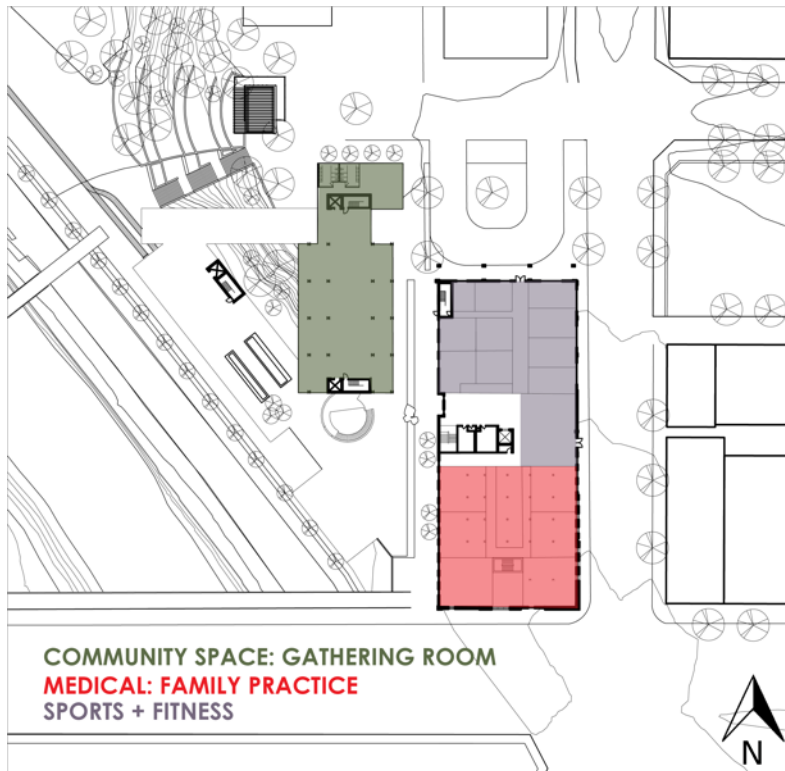 COMMUNITY SPACE: GATHERING ROOM
MEDICAL: FAMILY PRACTICE
SPORTS + FITNESS
N